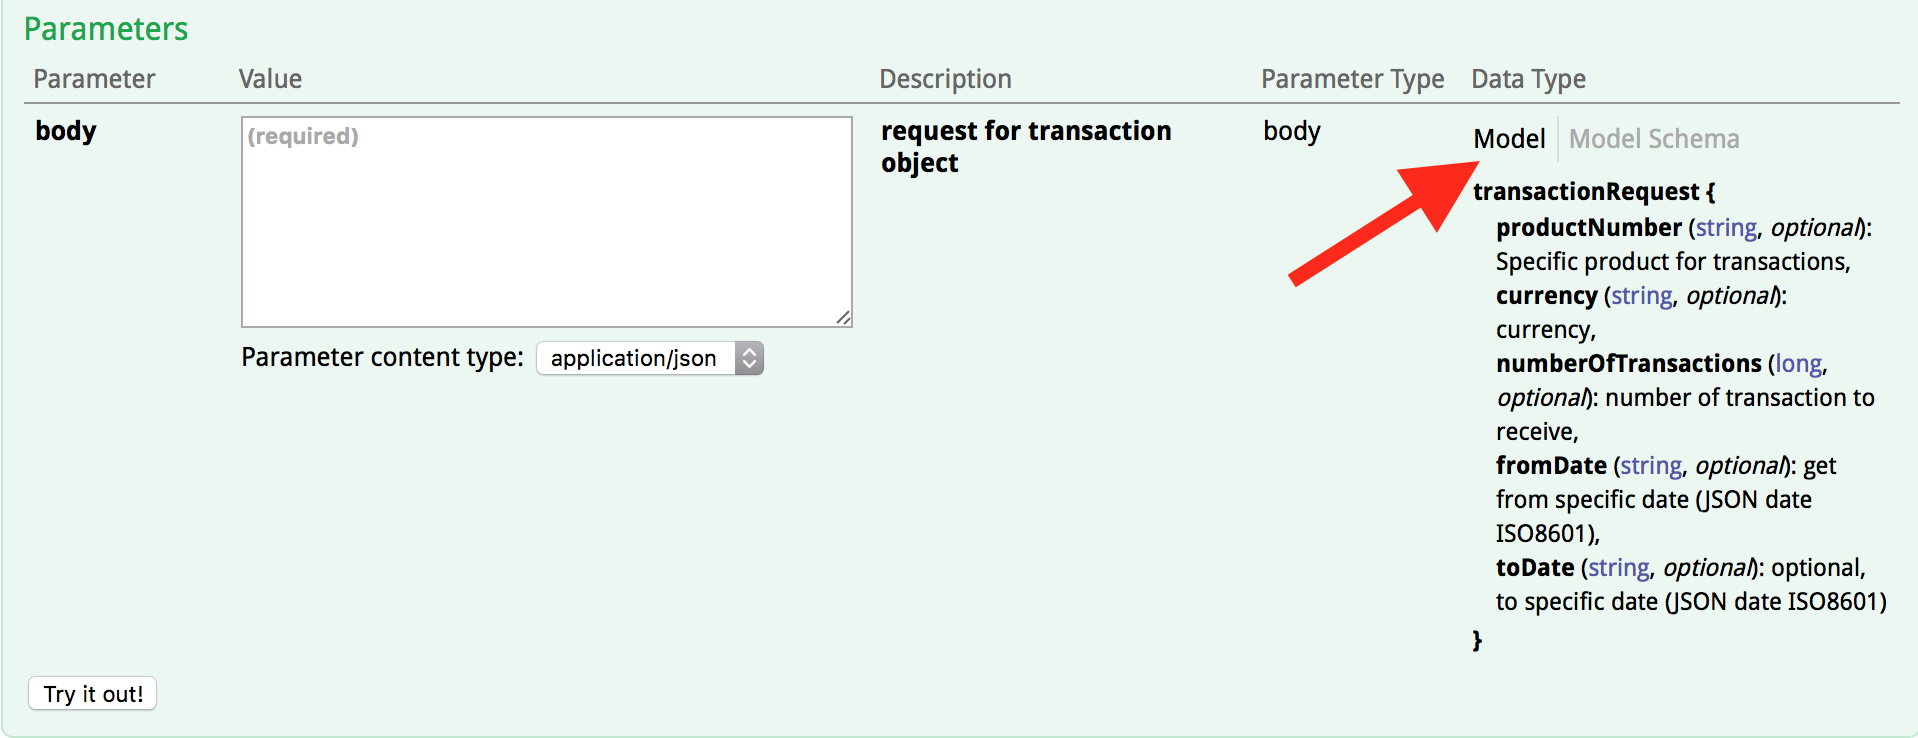 Parameters
Parameter Value Description Parameter Type Data Type
body
(required)
Parameter content type: application/json
request for transaction
object
body
Model Model Schema
transactionRequest {
productNumber (string, optional):
Specific product for transactions,
currency (string, optional):
currency,
numberOfTransactions (long,
optional): number of transaction to
receive,
fromDate (string, optional): get
from specific date (JSON date
ISO8601),
toDate (string, optional): optional,
to specific date (JSON date ISO8601)
}
Try it out!